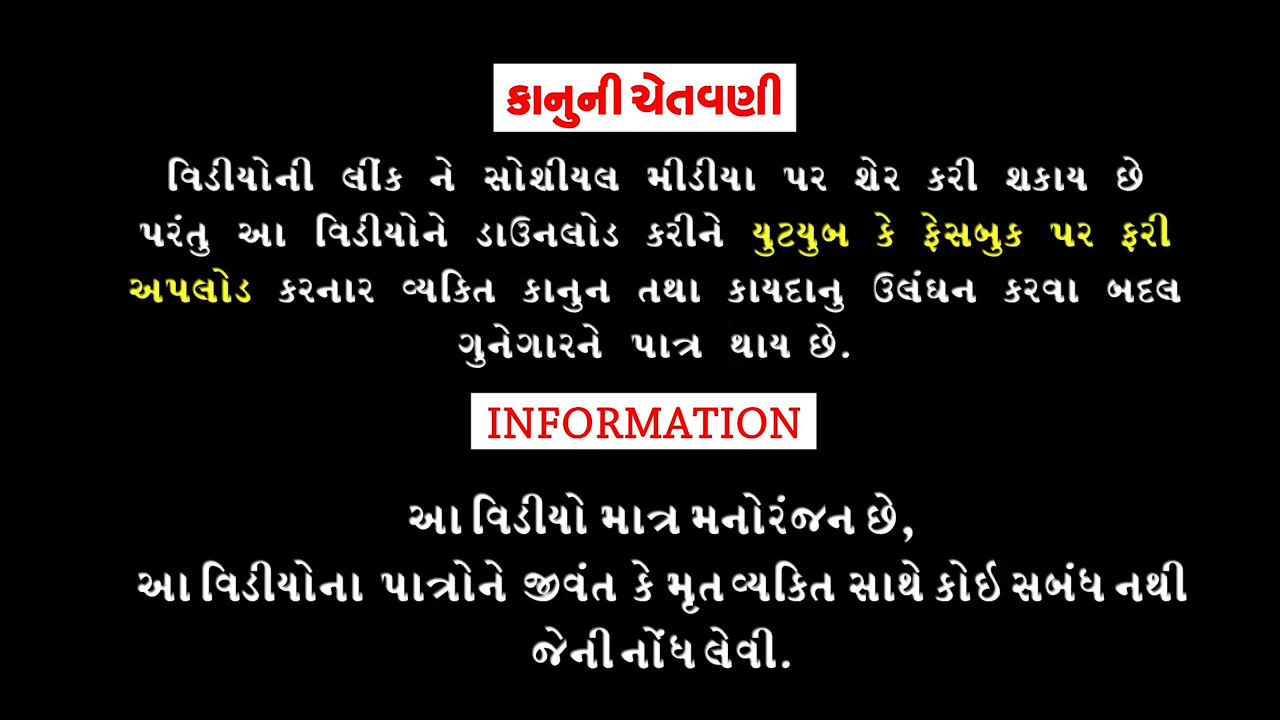 કાનુની ચેતવણી
વિડીયોની લીંક ને સોશીયલ મીડીયા પર શેર કરી શકાય છે
પરંતુ આ વિડીયોને ડાઉનલોડ કરીને યુટયુબ કે ફેસબુક પર ફરી
અપલોડ કરનાર વ્યકિત કાનુન તથા કાયદાનુ ઉલંઘન કરવા બદલ
ગુનેગારને પાત્ર થાય છે.
INFORMATION
આ વિડીયો માત્ર મનોરંજન છે,
આ વિડીયોના પાત્રોને જીવંત કે મૃત વ્યકિત સાથે કોઇ સબંધ નથી
જેની નોંધ લેવી.